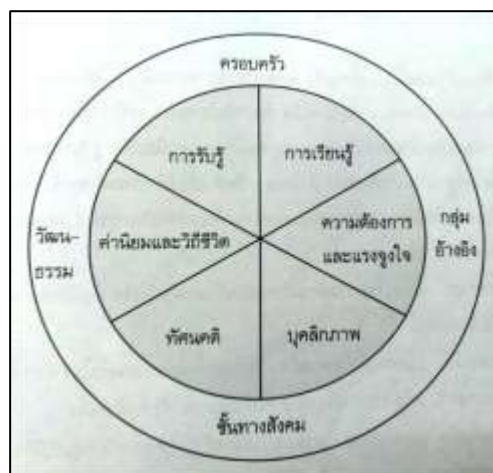 ครอบครัว
การรับรู้
การเรียนรู้
วัฒน-
ธรรม
ค่านิยมและวิถีชีวิต
ความต้องการ
และแรงจูงใจ
กลุ่ม
อ้างอิง
ทัศนคติ
บุคลิกภาพ
ชั้นทางสังคม